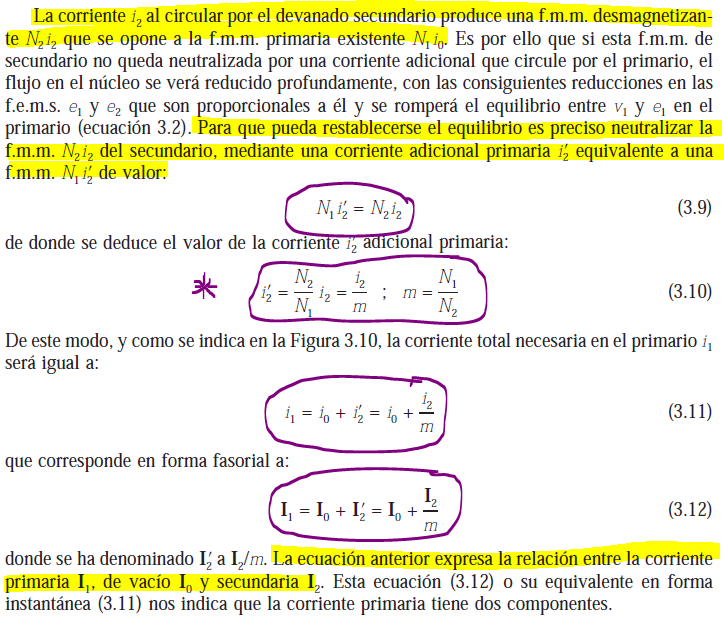 La corriente i₂ al circular por el devanado secundario produce una f.m.m. desmagnetizan-
te N₂i₂ que se opone a la f.m.m. primaria existente N₁i₀. Es por ello que si esta f.m.m. de
secundario no queda neutralizada por una corriente adicional que circule por el primario, el
flujo en el núcleo se verá reducido profundamente, con las consiguientes reducciones en las
f.e.m.s. e₁ y e₂ que son proporcionales a él y se romperá el equilibrio entre v₁ y e₁ en el
primario (ecuación 3.2). Para que pueda restablecerse el equilibrio es preciso neutralizar la
f.m.m. N₂i₂ del secundario, mediante una corriente adicional primaria i₂′ equivalente a una
f.m.m. N₁i₂′ de valor:
N₁i₂′ = N₂i₂ (3.9)
de donde se deduce el valor de la corriente i₂′ adicional primaria:
* i₂′ = N₂/N₁ i₂ = i₂/m ; m = N₁/N₂ (3.10)
De este modo, y como se indica en la Figura 3.10, la corriente total necesaria en el primario i₁
será igual a:
i₁ = i₀ + i₂′ = i₀ + i₂/m (3.11)
que corresponde en forma fasorial a:
I₁ = I₀ + I₂′ = I₀ + I₂/m (3.12)
donde se ha denominado I₂′ a I₂/m. La ecuación anterior expresa la relación entre la corriente
primaria I₁, de vacío I₀ y secundaria I₂. Esta ecuación (3.12) o su equivalente en forma
instantánea (3.11) nos indica que la corriente primaria tiene dos componentes.